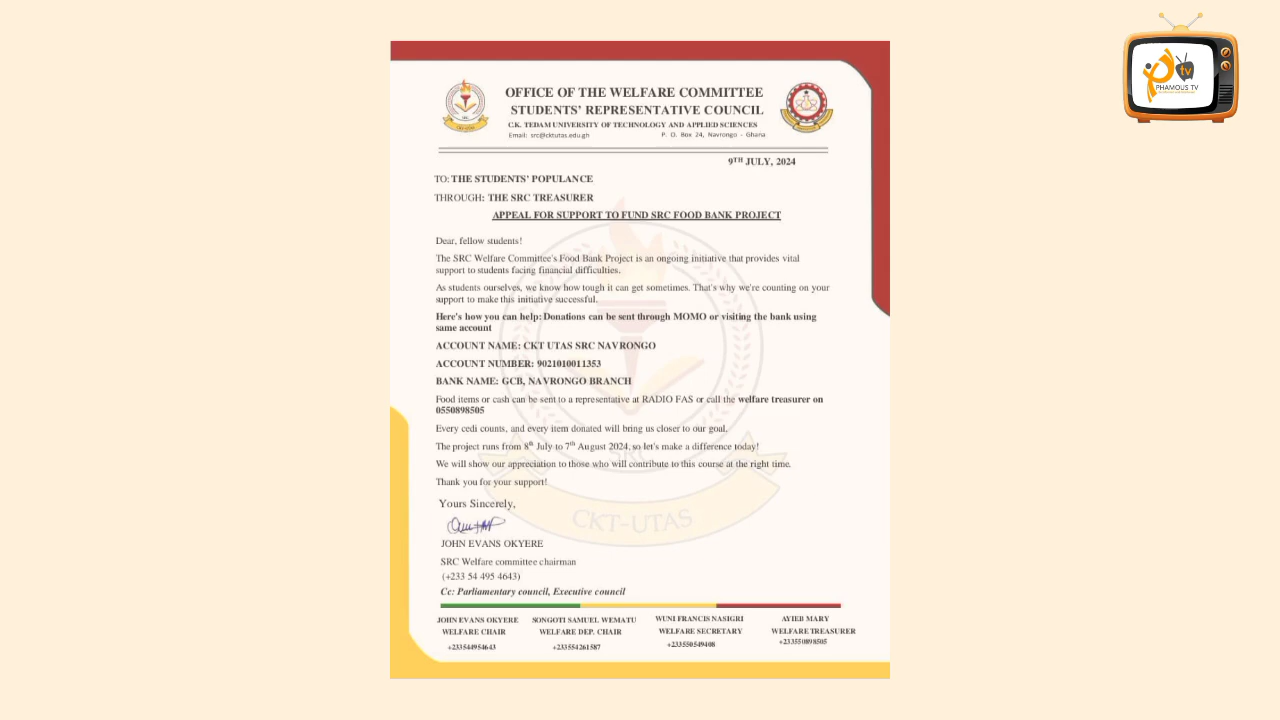 OFFICE OF THE WELFARE COMMITTEE
STUDENTS' REPRESENTATIVE COUNCIL
C.K. TEDAM UNIVERSITY OF TECHNOLOGY AND APPLIED SCIENCES
Email: src@cktutas.edu.gh P. O. Box 24, Navrongo - Ghana
9TH JULY, 2024
TO: THE STUDENTS' POPULANCE
THROUGH: THE SRC TREASURER
APPEAL FOR SUPPORT TO FUND SRC FOOD BANK PROJECT
Dear, fellow students!
The SRC Welfare Committee's Food Bank Project is an ongoing initiative that provides vital
support to students facing financial difficulties.
As students ourselves, we know how tough it can get sometimes. That's why we're counting on your
support to make this initiative successful.
Here's how you can help: Donations can be sent through MOMO or visiting the bank using
same account
ACCOUNT NAME: CKT UTAS SRC NAVRONGO
ACCOUNT NUMBER: 9021010011353
BANK NAME: GCB, NAVRONGO BRANCH
Food items or cash can be sent to a representative at RADIO FAS or call the welfare treasurer on
0550898505
Every cedi counts, and every item donated will bring us closer to our goal.
The project runs from 8th July to 7th August 2024, so let's make a difference today!
We will show our appreciation to those who will contribute to this course at the right time.
Thank you for your support!
Yours Sincerely,
JOHN EVANS OKYERE
SRC Welfare committee chairman
(+233 54 495 4643)
Cc: Parliamentary council, Executive council
JOHN EVANS OKYERE SONGOTI SAMUEL WEMATU WUNI FRANCIS NASIGRI AYIEB MARY
WELFARE CHAIR WELFARE DEP. CHAIR WELFARE SECRETARY WELFARE TREASURER
+233544954643 +233554261587 +233550549408 +233550898505
SRC
CKT-UTAS
tv
PHAMOUS TV